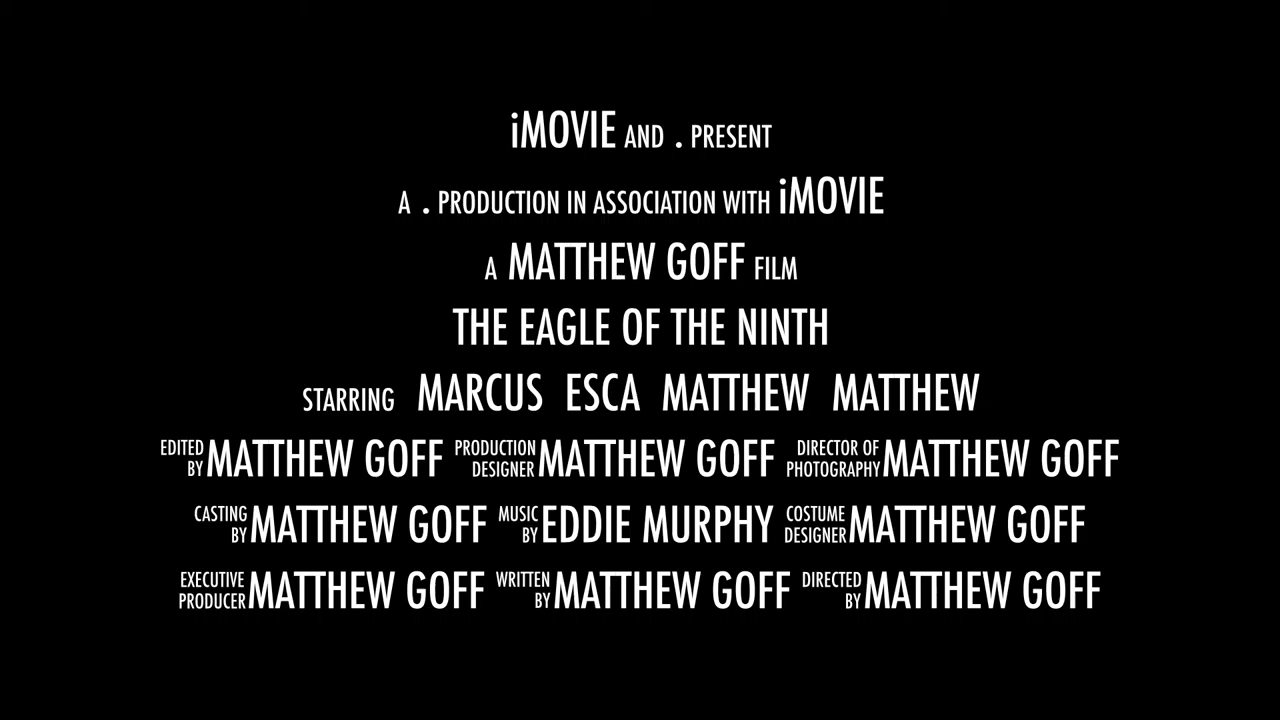 iMOVIE AND . PRESENT
A . PRODUCTION IN ASSOCIATION WITH iMOVIE
A MATTHEW GOFF FILM
THE EAGLE OF THE NINTH
STARRING MARCUS ESCA MATTHEW MATTHEW
EDITED BY MATTHEW GOFF PRODUCTION DESIGNER MATTHEW GOFF DIRECTOR OF PHOTOGRAPHY MATTHEW GOFF
CASTING BY MATTHEW GOFF MUSIC BY EDDIE MURPHY COSTUME DESIGNER MATTHEW GOFF
EXECUTIVE PRODUCER MATTHEW GOFF WRITTEN BY MATTHEW GOFF DIRECTED BY MATTHEW GOFF